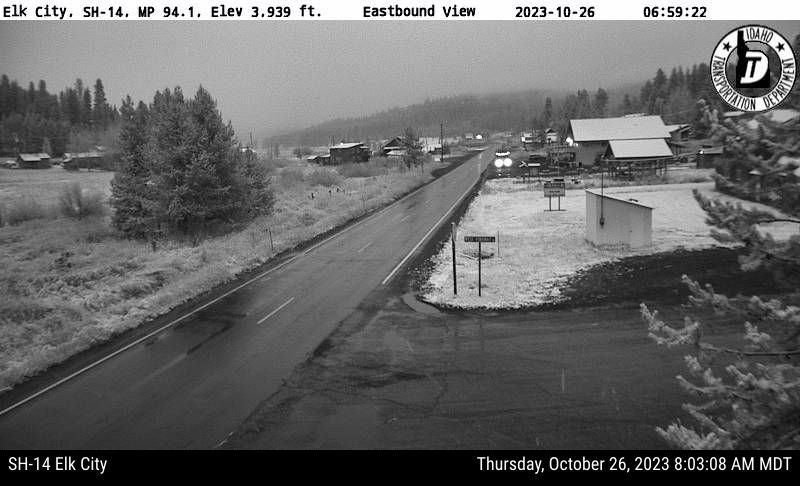 Elk City, SH-14, MP 94.1, Elev 3,939 ft. Eastbound View 2023-10-26 06:59:22
IDAHO
TRANSPORTATION DEPARTMENT
SH-14 Elk City Thursday, October 26, 2023 8:03:08 AM MDT